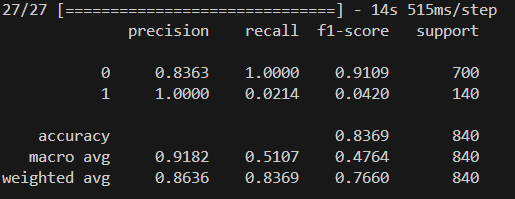 27/27 [==============================] - 14s 515ms/step
precision recall f1-score support
0 0.8363 1.0000 0.9109 700
1 1.0000 0.0214 0.0420 140
accuracy 0.8369 840
macro avg 0.9182 0.5107 0.4764 840
weighted avg 0.8636 0.8369 0.7660 840